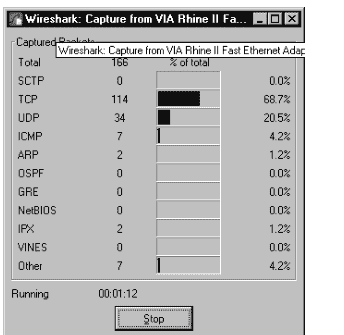 Wireshark: Capture from VIA Rhine II Fa...
Captured Packets
Wireshark: Capture from VIA Rhine II Fast Ethernet Adap
Total 166 % of total
SCTP 0 0.0%
TCP 114 68.7%
UDP 34 20.5%
ICMP 7 4.2%
ARP 2 1.2%
OSPF 0 0.0%
GRE 0 0.0%
NetBIOS 0 0.0%
IPX 2 1.2%
VINES 0 0.0%
Other 7 4.2%
Running 00:01:12
Stop